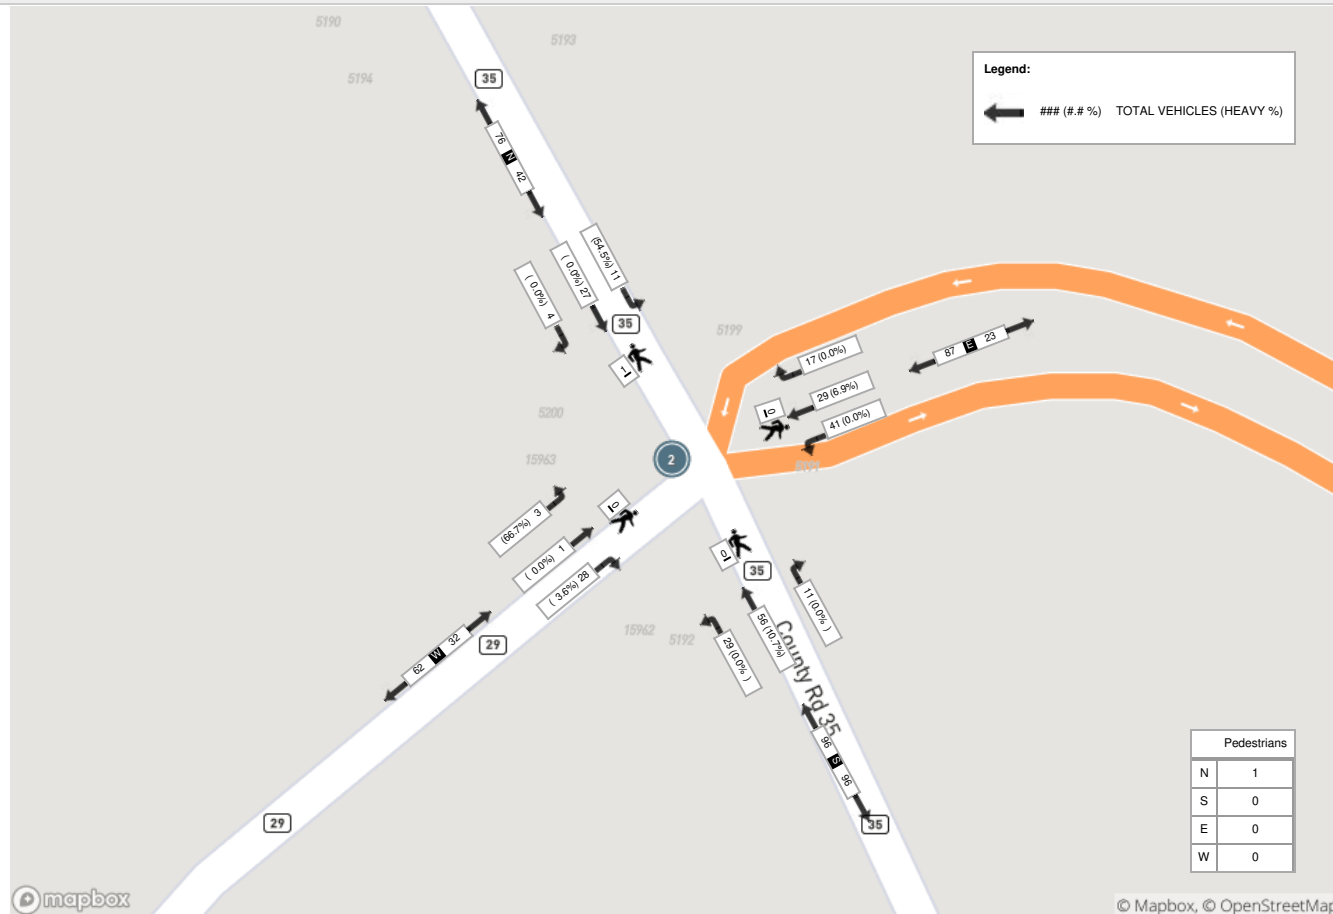 5190
5193
5194
35
Legend:
### (#.# %) TOTAL VEHICLES (HEAVY %)
76 N 42
(54.5%) 11
( 0.0%) 27
( 0.0%) 4
35
5199
87 E 23
17 (0.0%)
1
29 (6.9%)
0
41 (0.0%)
5200
15963
2
(66.7%) 3
0
( 0.0%) 1
0
35
( 3.6%) 28
11 (0.0% )
56 (10.7%)
15962
5192
29 (0.0% )
62 W 32
29
County Rd 35
96 S 96
29
35
Pedestrians
N 1
S 0
E 0
W 0
mapbox
© Mapbox, © OpenStreetMap